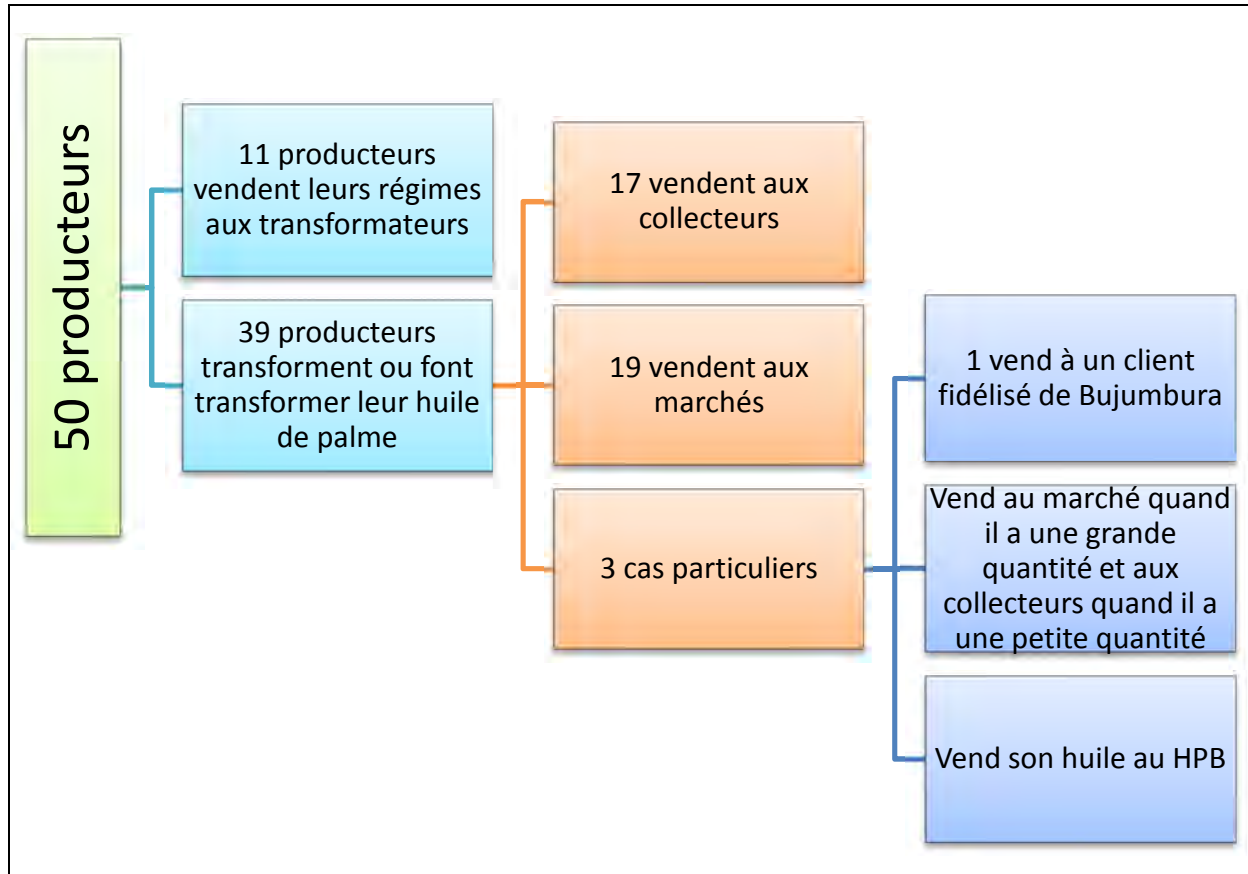 50 producteurs
11 producteurs
vendent leurs régimes
aux transformateurs
39 producteurs
transforment ou font
transformer leur huile
de palme
17 vendent aux
collecteurs
19 vendent aux
marchés
3 cas particuliers
1 vend à un client
fidélisé de Bujumbura
Vend au marché quand
il a une grande
quantité et aux
collecteurs quand il a
une petite quantité
Vend son huile au HPB